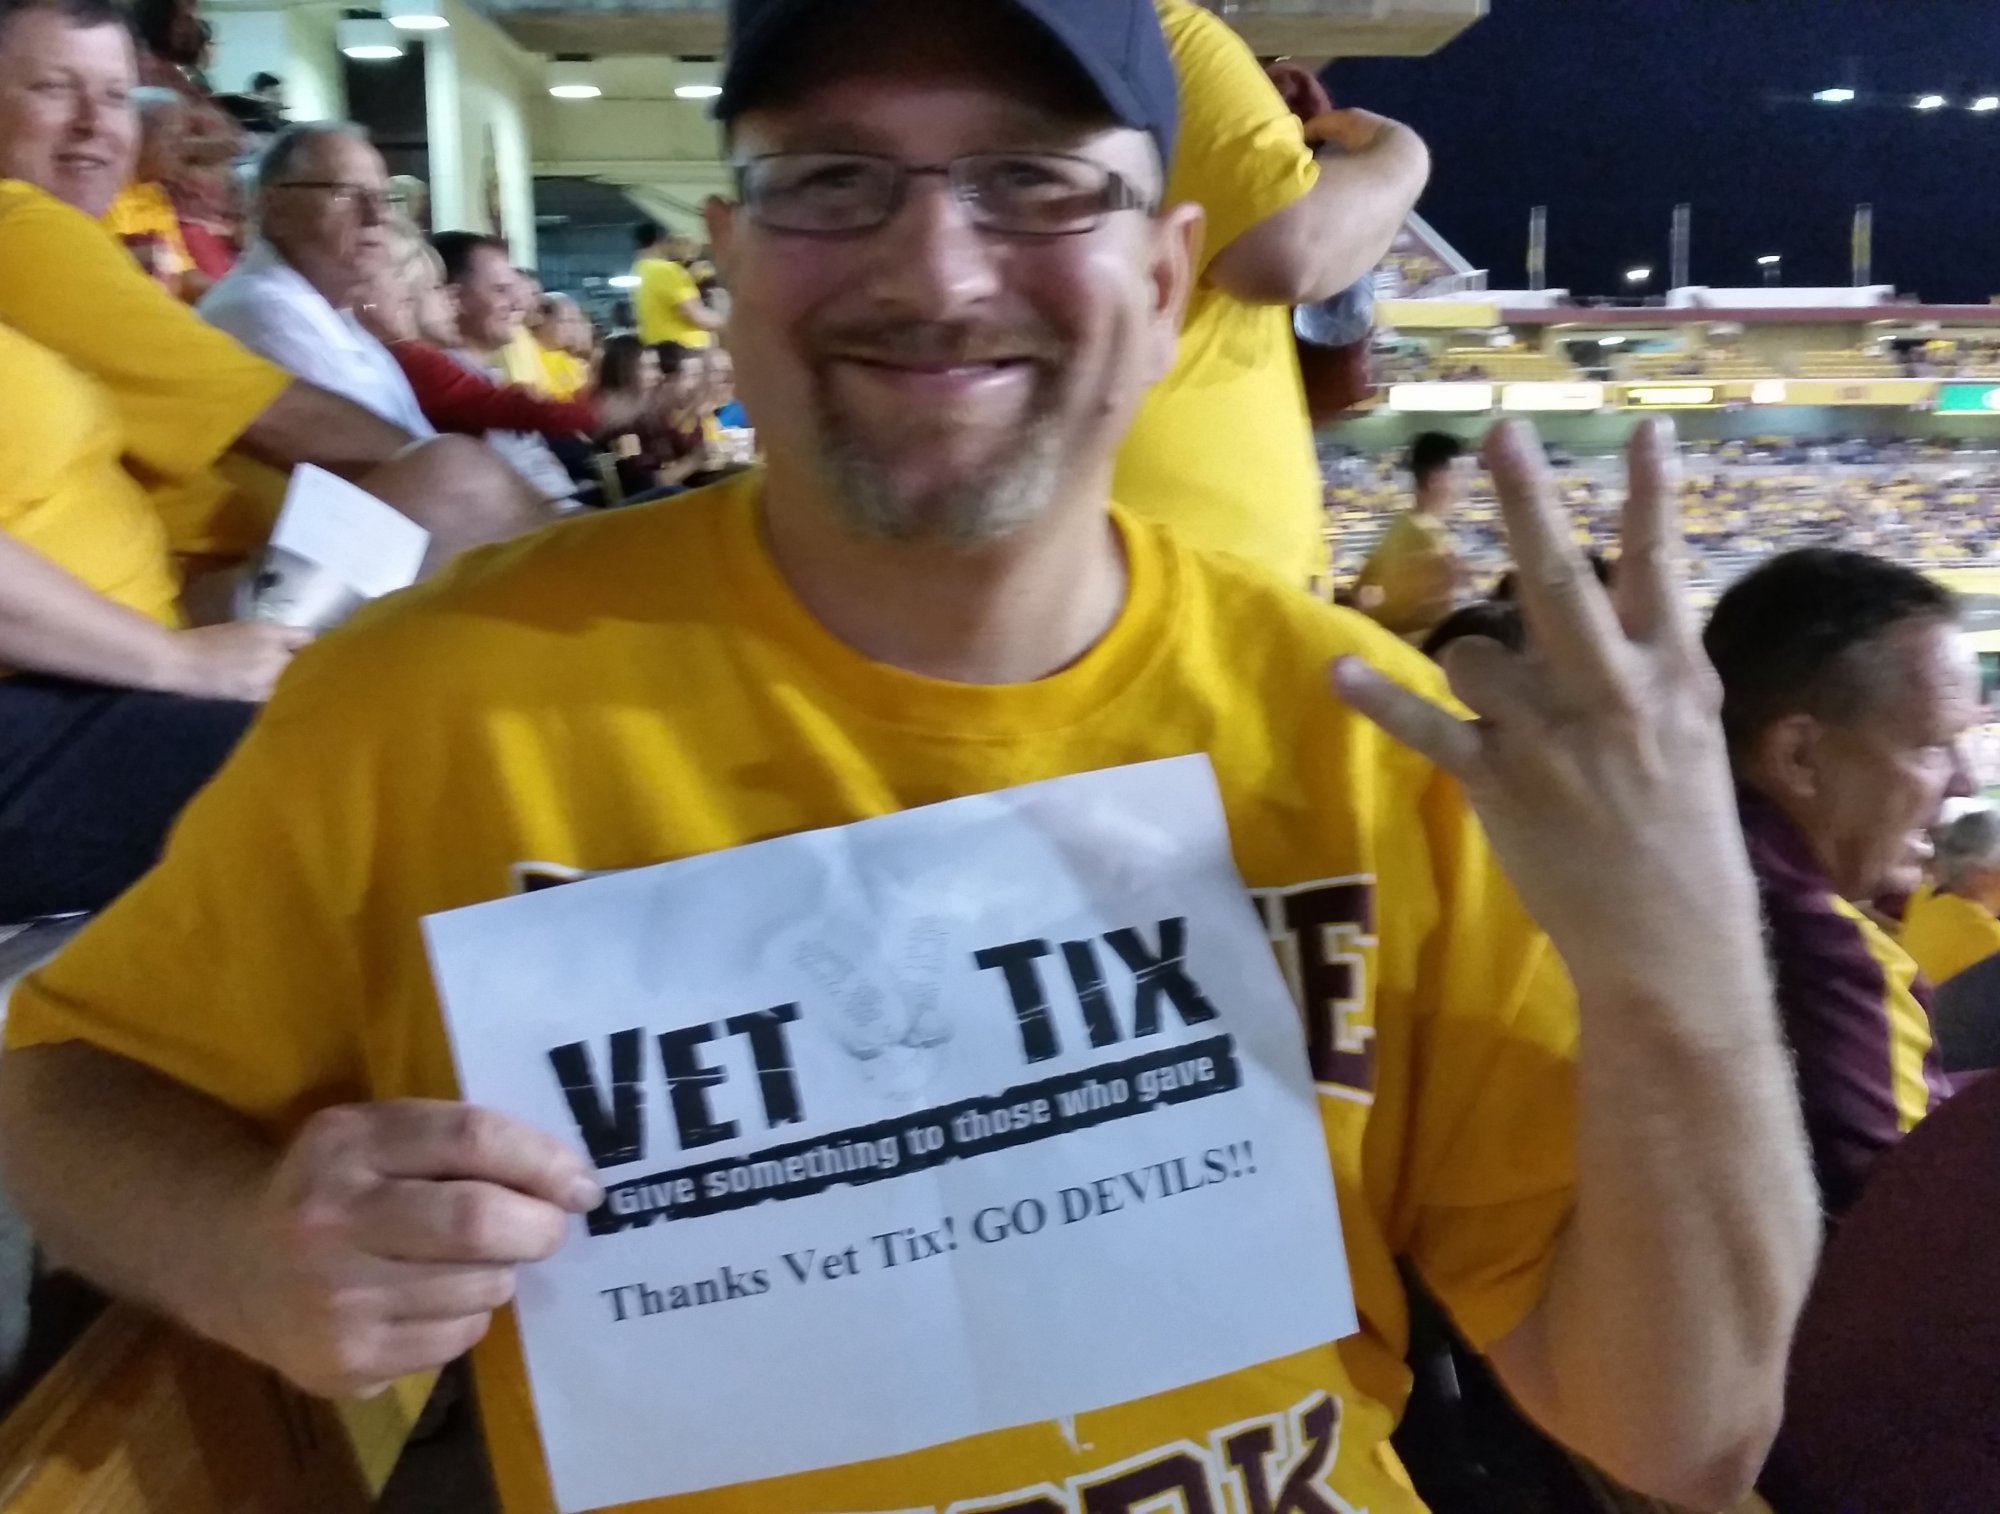 VET TIX
Give something to those who gave
Thanks Vet Tix! GO DEVILS!!